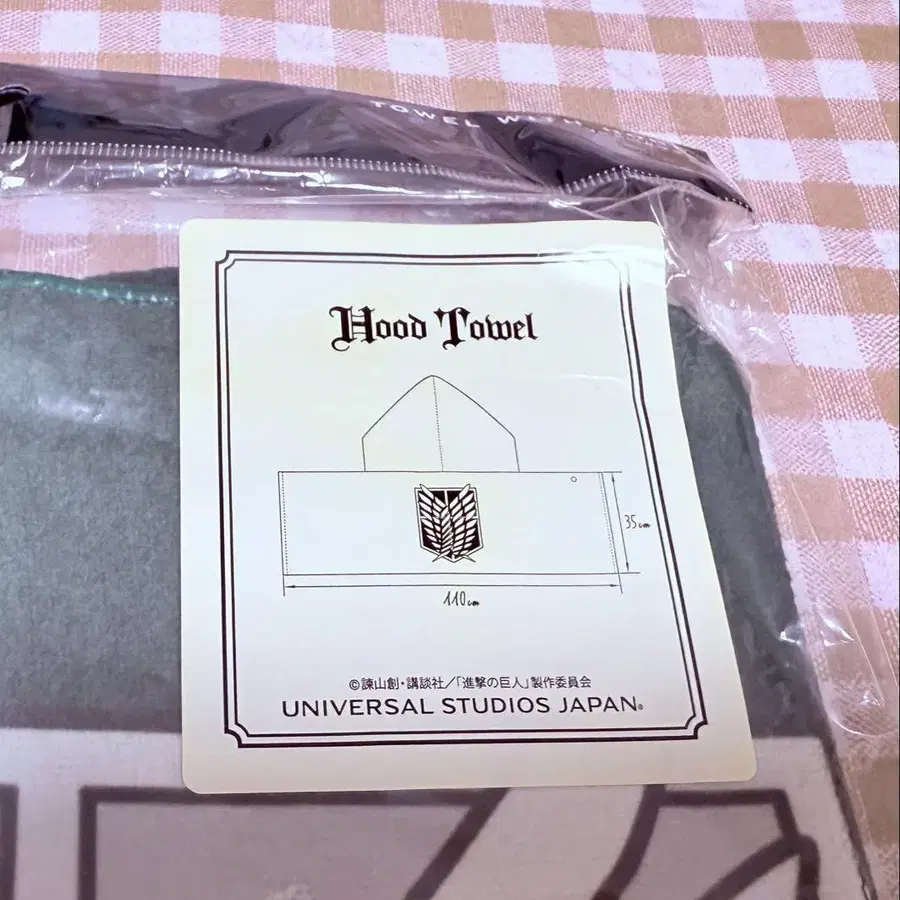 TOWEL W
Hood Towel
35cm
110cm
©諫山創・講談社/「進撃の巨人」製作委員会
UNIVERSAL STUDIOS JAPAN®